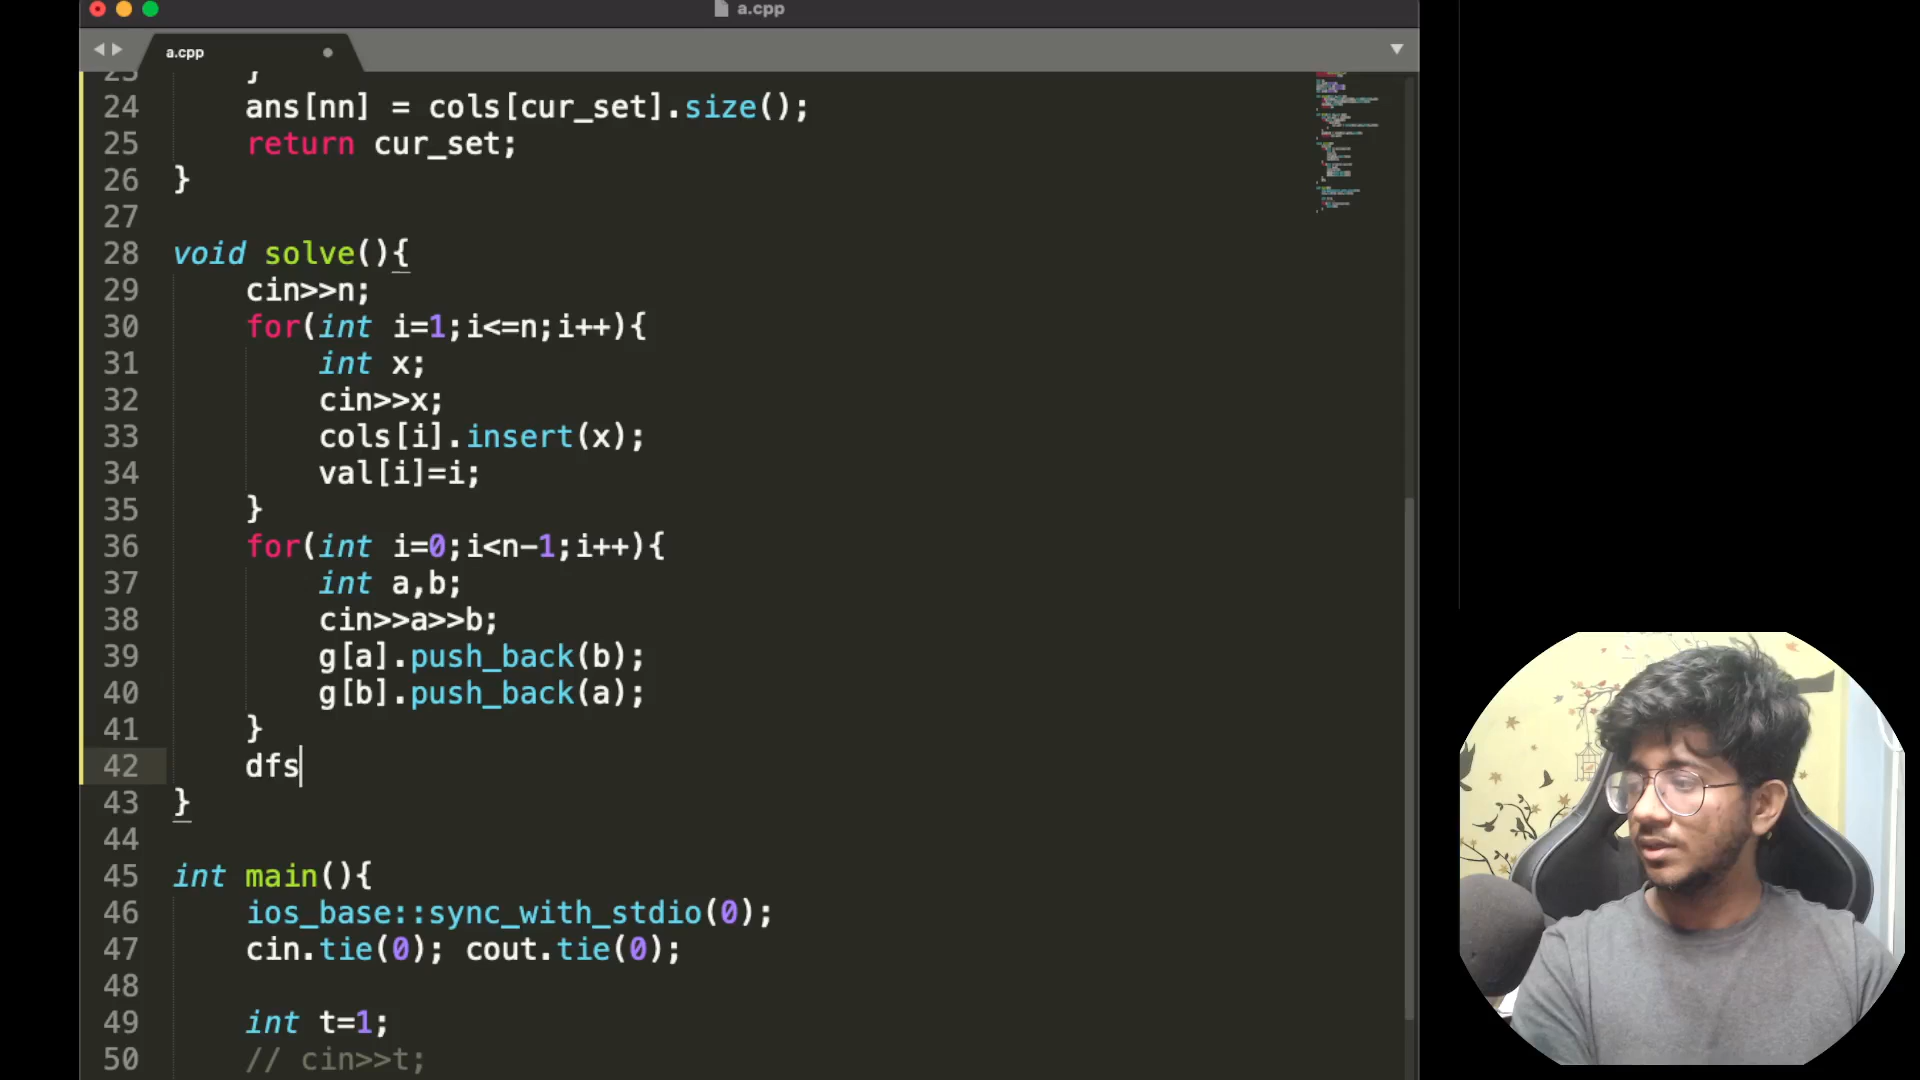 a.cpp
a.cpp
23 }
24 ans[nn] = cols[cur_set].size();
25 return cur_set;
26 }
27
28 void solve(){
29 cin>>n;
30 for(int i=1;i<=n;i++){
31 int x;
32 cin>>x;
33 cols[i].insert(x);
34 val[i]=i;
35 }
36 for(int i=0;i<n-1;i++){
37 int a,b;
38 cin>>a>>b;
39 g[a].push_back(b);
40 g[b].push_back(a);
41 }
42 dfs
43 }
44
45 int main(){
46 ios_base::sync_with_stdio(0);
47 cin.tie(0); cout.tie(0);
48
49 int t=1;
50 // cin>>t;